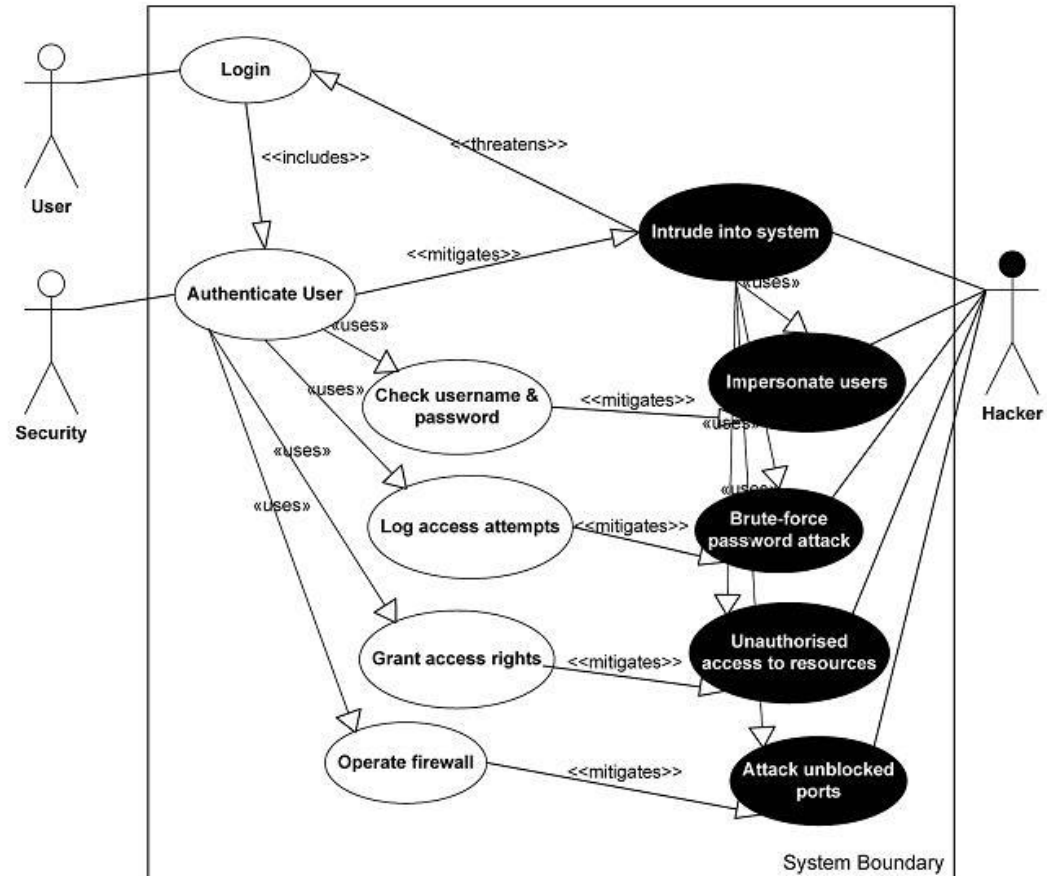 Login
<<threatens>>
<<includes>>
User
Intrude into system
<<mitigates>>
«uses»
Authenticate User
«uses»
Security
Check username &
password
Impersonate users
Hacker
«uses»
<<mitigates>>
«uses»
«uses»
«uses»
«uses»
Log access attempts
<<mitigates>>
Brute-force
password attack
Grant access rights
<<mitigates>>
Unauthorised
access to resources
Operate firewall
<<mitigates>>
Attack unblocked
ports
System Boundary